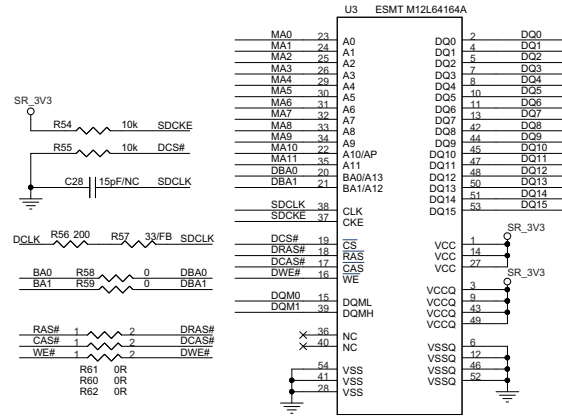 U3 ESMT M12L64164A
MA0 23 A0 DQ0 2 DQ0
MA1 24 A1 DQ1 4 DQ1
MA2 25 A2 DQ2 5 DQ2
MA3 26 A3 DQ3 7 DQ3
MA4 29 A4 DQ4 8 DQ4
MA5 30 A5 DQ5 10 DQ5
MA6 31 A6 DQ6 11 DQ6
MA7 32 A7 DQ7 13 DQ7
MA8 33 A8 DQ8 42 DQ8
MA9 34 A9 DQ9 44 DQ9
MA10 22 A10/AP DQ10 45 DQ10
MA11 35 A11 DQ11 47 DQ11
DBA0 20 BA0/A13 DQ12 48 DQ12
DBA1 21 BA1/A12 DQ13 50 DQ13
DQ14 51 DQ14
DQ15 53 DQ15
SDCLK 38 CLK
SDCKE 37 CKE
DCS# 19 CS
DRAS# 18 RAS
DCAS# 17 CAS
DWE# 16 WE
DQM0 15 DQML
DQM1 39 DQMH
36 NC
40 NC
54 VSS
41 VSS
28 VSS
SR_3V3
VCC 1
VCC 14
VCC 27
SR_3V3
VCCQ 3
VCCQ 9
VCCQ 43
VCCQ 49
VSSQ 6
VSSQ 12
VSSQ 46
VSSQ 52
SR_3V3
R54 10k SDCKE
R55 10k DCS#
C28 15pF/NC SDCLK
DCLK R56 200 R57 33/FB SDCLK
BA0 R58 0 DBA0
BA1 R59 0 DBA1
RAS# 1 2 DRAS#
CAS# 1 2 DCAS#
WE# 1 2 DWE#
R61 0R
R60 0R
R62 0R